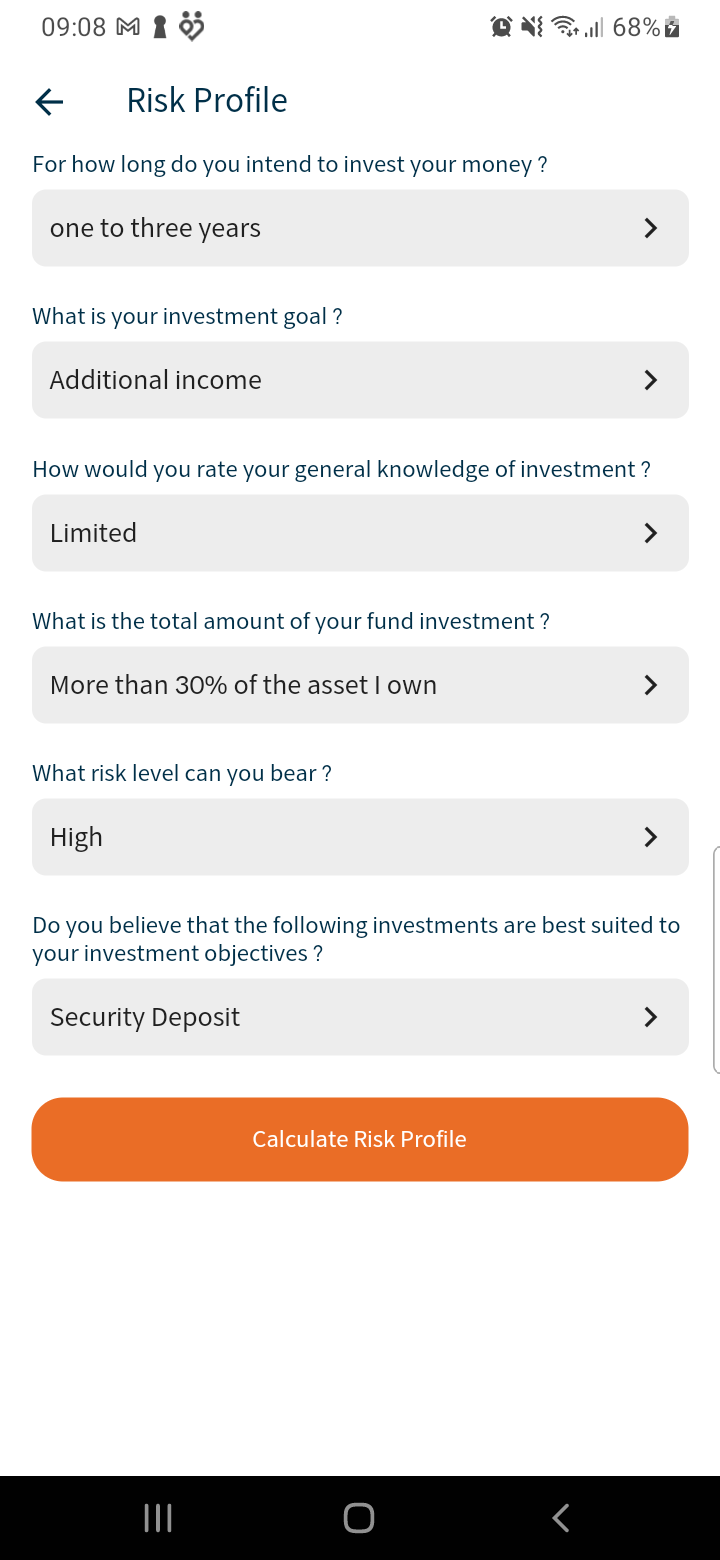 09:08
68%
Risk Profile
For how long do you intend to invest your money ?
one to three years
What is your investment goal ?
Additional income
How would you rate your general knowledge of investment ?
Limited
What is the total amount of your fund investment ?
More than 30% of the asset I own
What risk level can you bear ?
High
Do you believe that the following investments are best suited to
your investment objectives ?
Security Deposit
Calculate Risk Profile